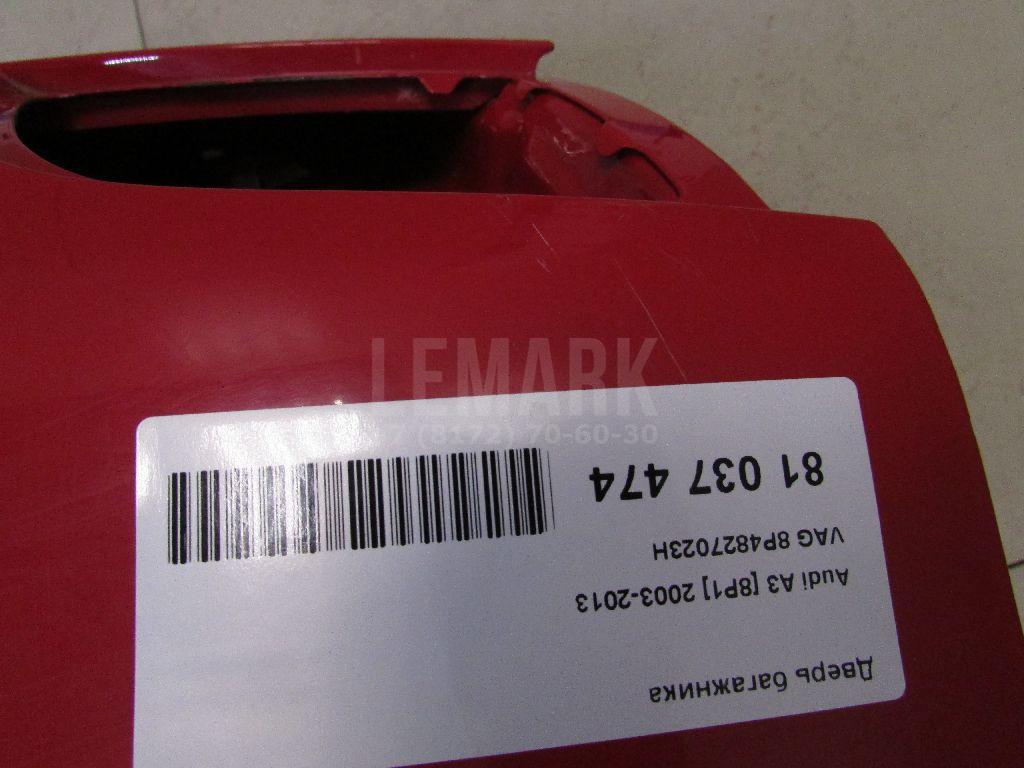 LEMARK
7 (8172) 70-60-30
Дверь багажника
Audi A3 [8P1] 2003-2013
VAG 8P4827023H
81 037 474